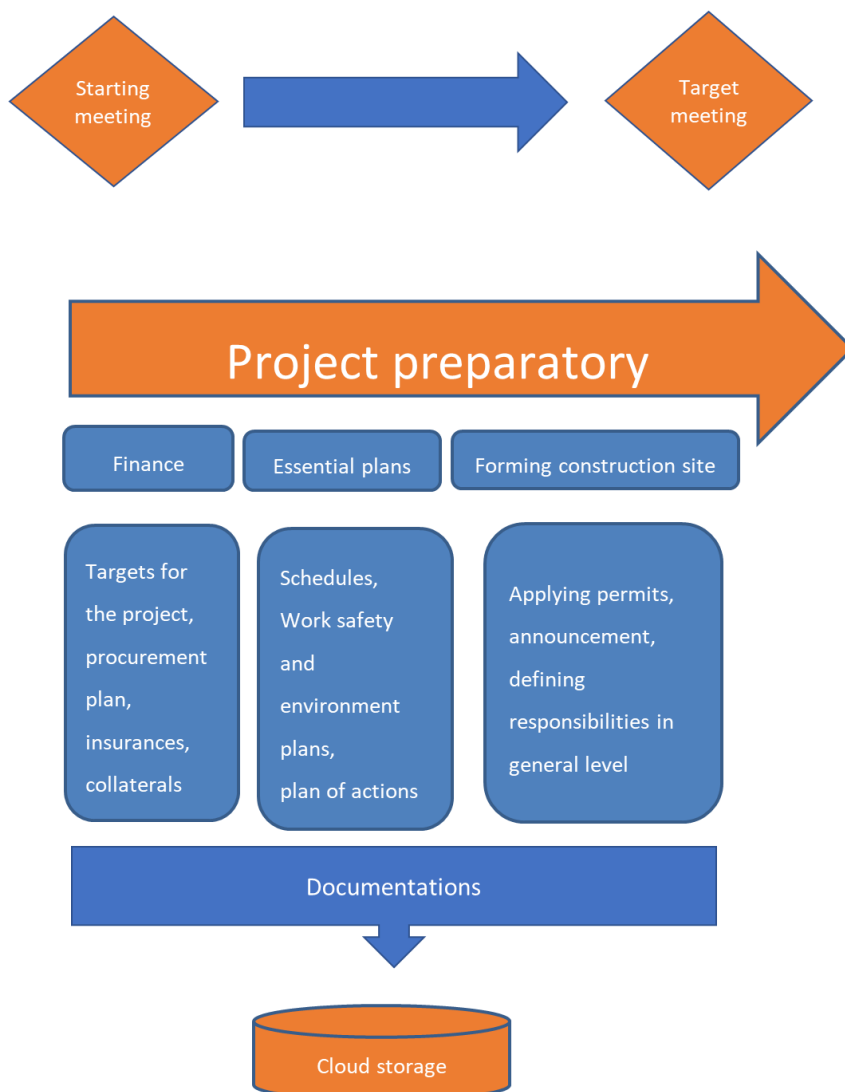 Starting
meeting
Target
meeting
Project preparatory
Finance
Essential plans
Forming construction site
Targets for
the project,
procurement
plan,
insurances,
collaterals
Schedules,
Work safety
and
environment
plans,
plan of actions
Applying permits,
announcement,
defining
responsibilities in
general level
Documentations
Cloud storage